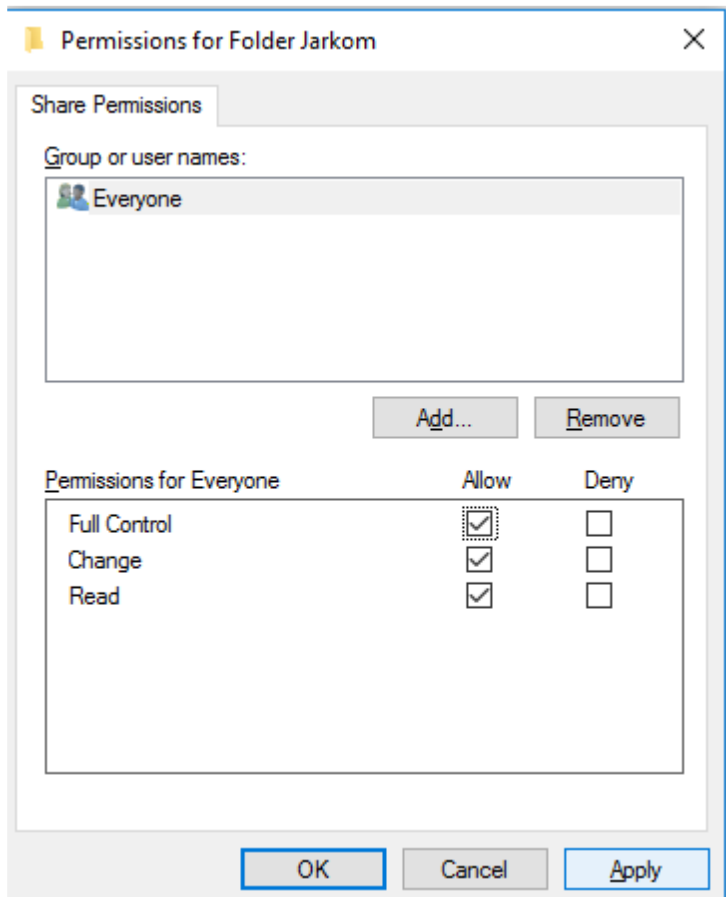 Permissions for Folder Jarkom
Share Permissions
Group or user names:
Everyone
Add... Remove
Permissions for Everyone Allow Deny
Full Control
Change
Read
OK Cancel Apply